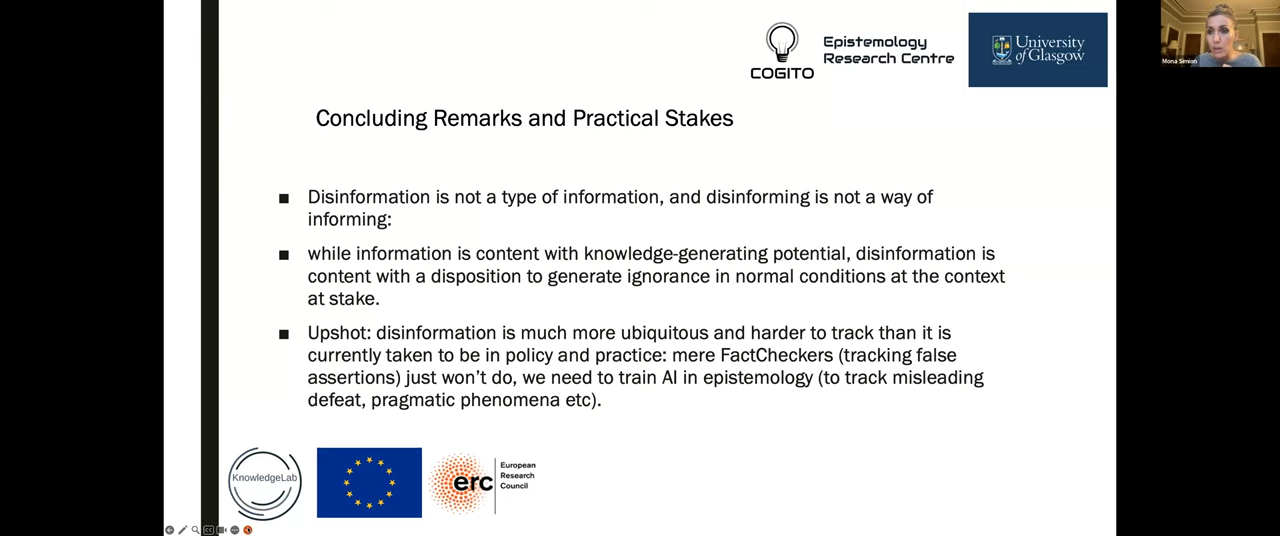 COGITO
Epistemology
Research Centre
University
of Glasgow
Mona Simion
Concluding Remarks and Practical Stakes
Disinformation is not a type of information, and disinforming is not a way of
informing:
while information is content with knowledge-generating potential, disinformation is
content with a disposition to generate ignorance in normal conditions at the context
at stake.
Upshot: disinformation is much more ubiquitous and harder to track than it is
currently taken to be in policy and practice: mere FactCheckers (tracking false
assertions) just won't do, we need to train AI in epistemology (to track misleading
defeat, pragmatic phenomena etc).
KnowledgeLab
erc
European
Research
Council